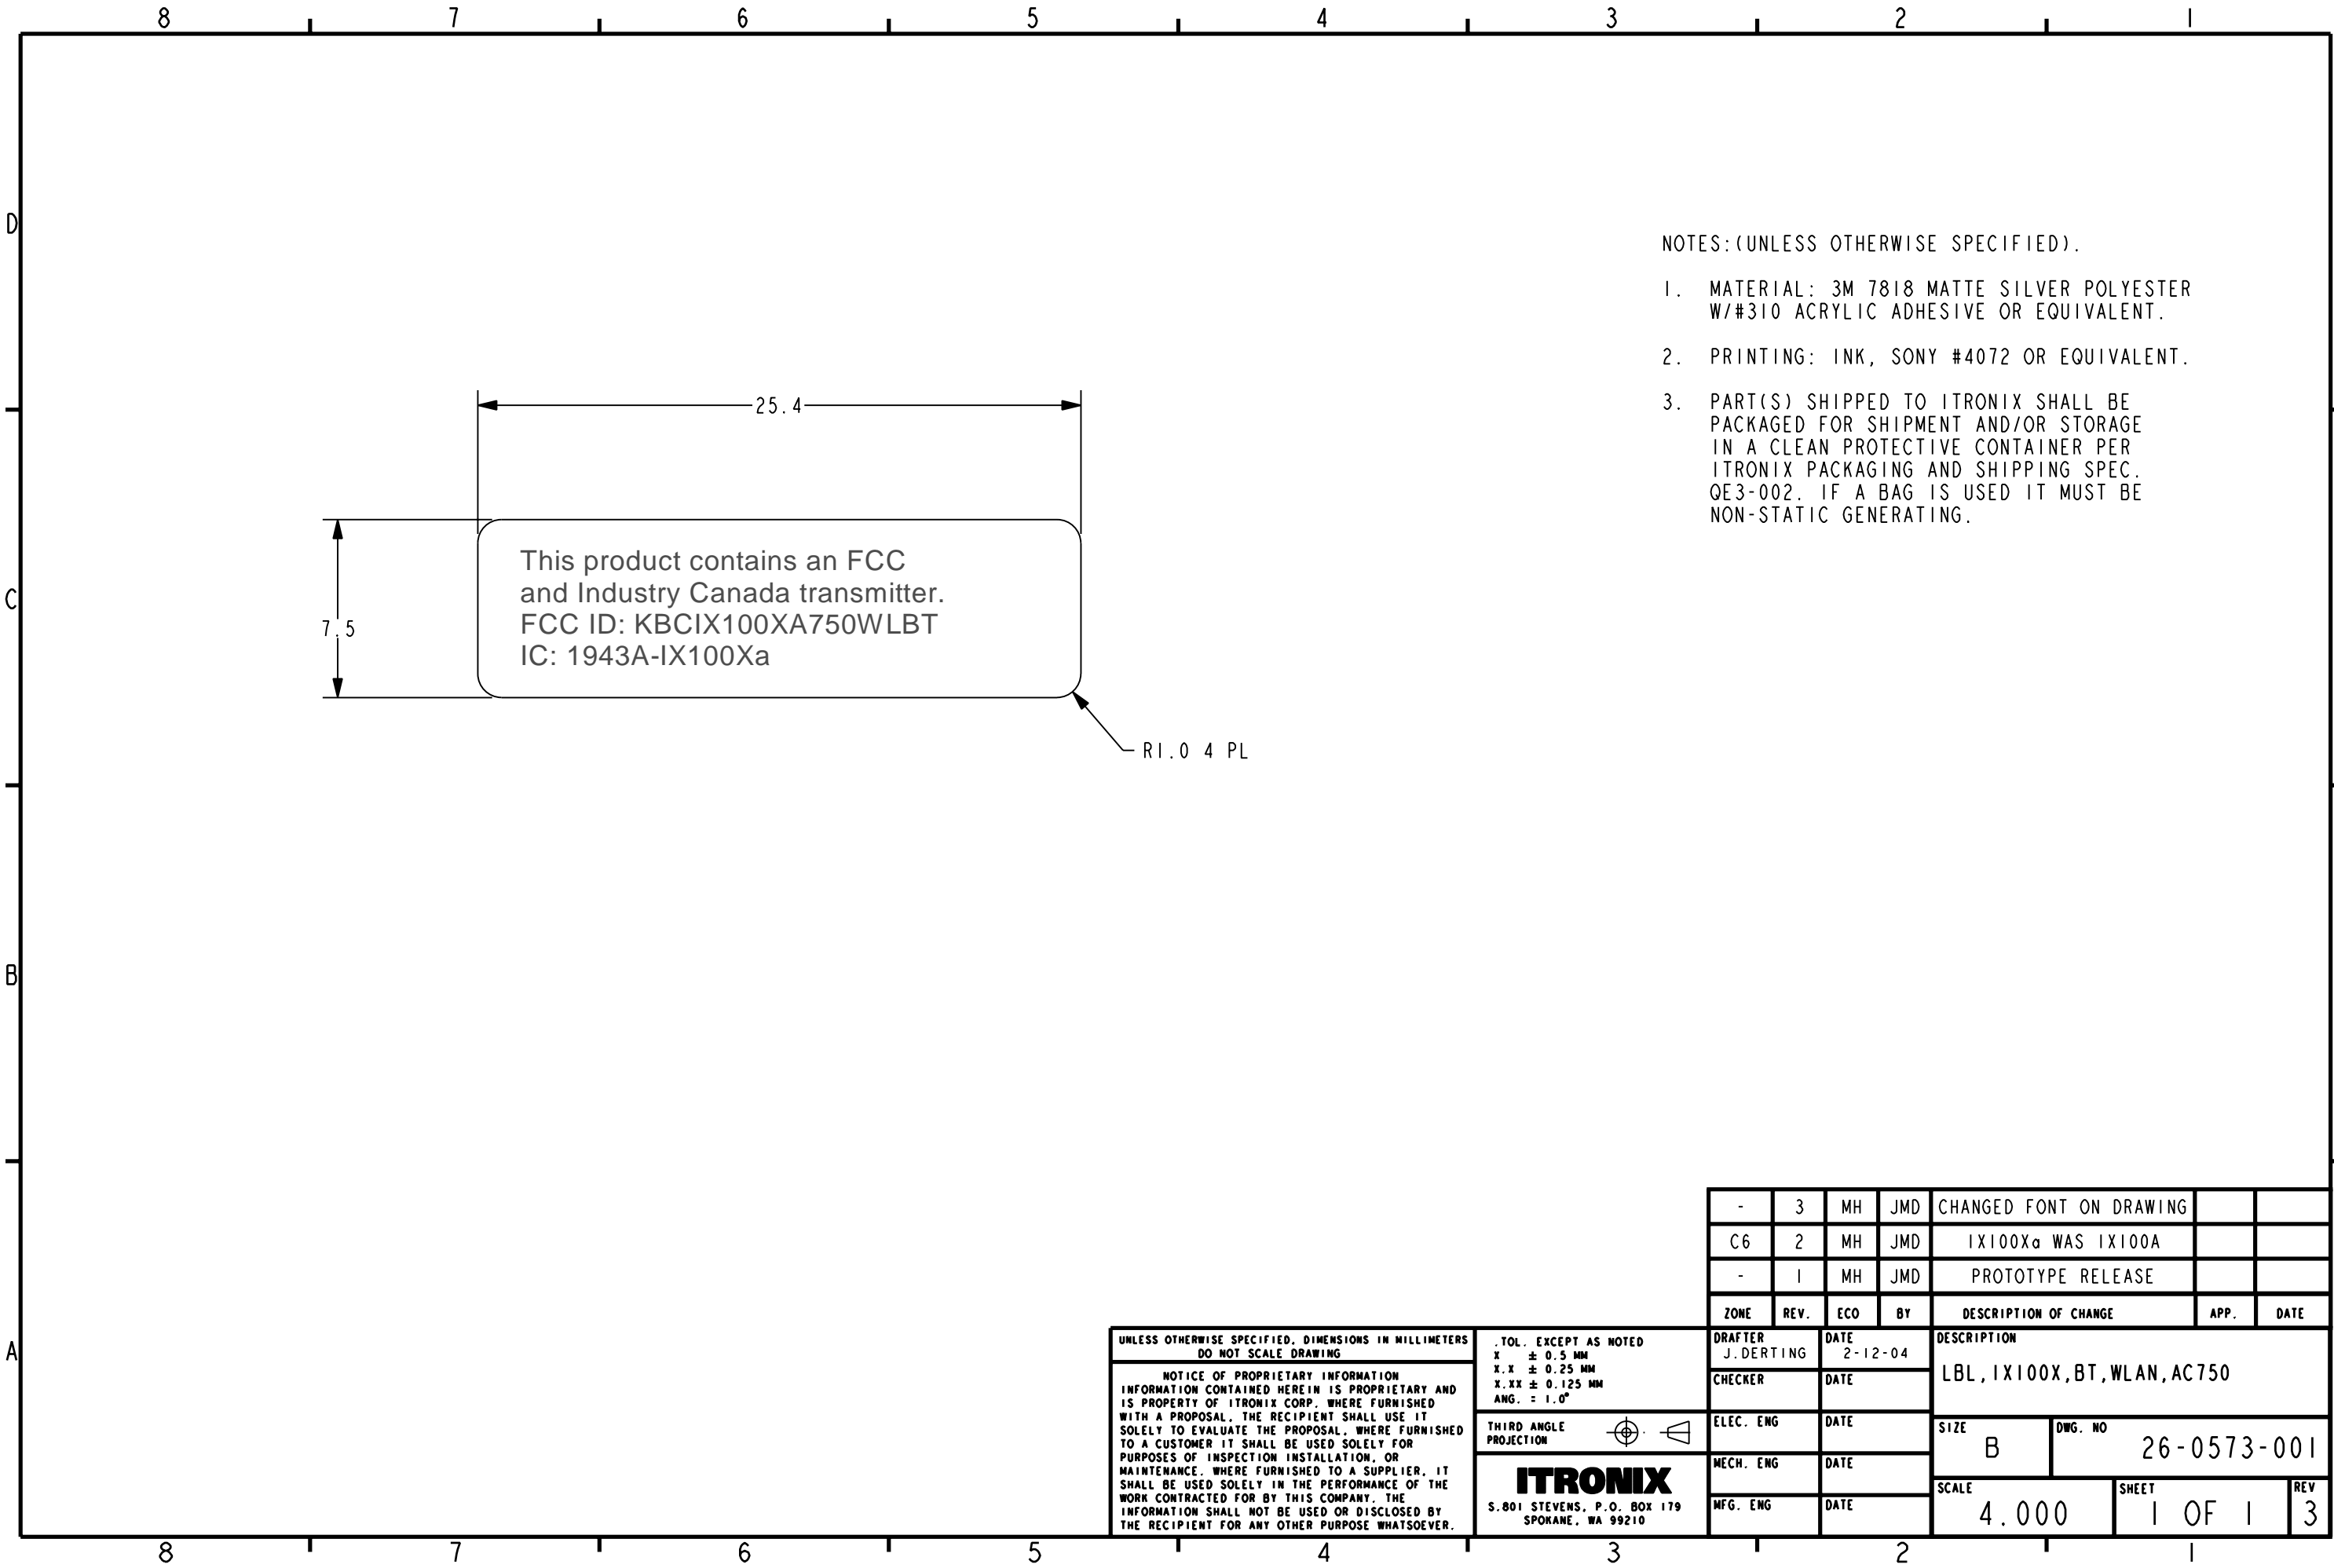 8 7 6 5 4 3 2 1
D
C
B
A
NOTES:(UNLESS OTHERWISE SPECIFIED).
1. MATERIAL: 3M 7818 MATTE SILVER POLYESTER
W/#310 ACRYLIC ADHESIVE OR EQUIVALENT.
2. PRINTING: INK, SONY #4072 OR EQUIVALENT.
3. PART(S) SHIPPED TO ITRONIX SHALL BE
PACKAGED FOR SHIPMENT AND/OR STORAGE
IN A CLEAN PROTECTIVE CONTAINER PER
ITRONIX PACKAGING AND SHIPPING SPEC.
QE3-002. IF A BAG IS USED IT MUST BE
NON-STATIC GENERATING.
25.4
7.5
This product contains an FCC
and Industry Canada transmitter.
FCC ID: KBCIX100XA750WLBT
IC: 1943A-IX100Xa
R1.0 4 PL
- 3 MH JMD CHANGED FONT ON DRAWING
C6 2 MH JMD IX100Xa WAS IX100A
- 1 MH JMD PROTOTYPE RELEASE
ZONE REV. ECO BY DESCRIPTION OF CHANGE APP. DATE
UNLESS OTHERWISE SPECIFIED, DIMENSIONS IN MILLIMETERS
DO NOT SCALE DRAWING
NOTICE OF PROPRIETARY INFORMATION
INFORMATION CONTAINED HEREIN IS PROPRIETARY AND
IS PROPERTY OF ITRONIX CORP. WHERE FURNISHED
WITH A PROPOSAL, THE RECIPIENT SHALL USE IT
SOLELY TO EVALUATE THE PROPOSAL. WHERE FURNISHED
TO A CUSTOMER IT SHALL BE USED SOLELY FOR
PURPOSES OF INSPECTION INSTALLATION, OR
MAINTENANCE. WHERE FURNISHED TO A SUPPLIER, IT
SHALL BE USED SOLELY IN THE PERFORMANCE OF THE
WORK CONTRACTED FOR BY THIS COMPANY. THE
INFORMATION SHALL NOT BE USED OR DISCLOSED BY
THE RECIPIENT FOR ANY OTHER PURPOSE WHATSOEVER.
.TOL. EXCEPT AS NOTED
X ± 0.5 MM
X.X ± 0.25 MM
X.XX ± 0.125 MM
ANG. = 1.0°
THIRD ANGLE
PROJECTION
ITRONIX
S.801 STEVENS, P.O. BOX 179
SPOKANE, WA 99210
DRAFTER DATE
J.DERTING 2-12-04
CHECKER DATE
ELEC. ENG DATE
MECH. ENG DATE
MFG. ENG DATE
DESCRIPTION
LBL,IX100X,BT,WLAN,AC750
SIZE DWG. NO
B 26-0573-001
SCALE SHEET REV
4.000 1 OF 1 3
8 7 6 5 4 3 2 1